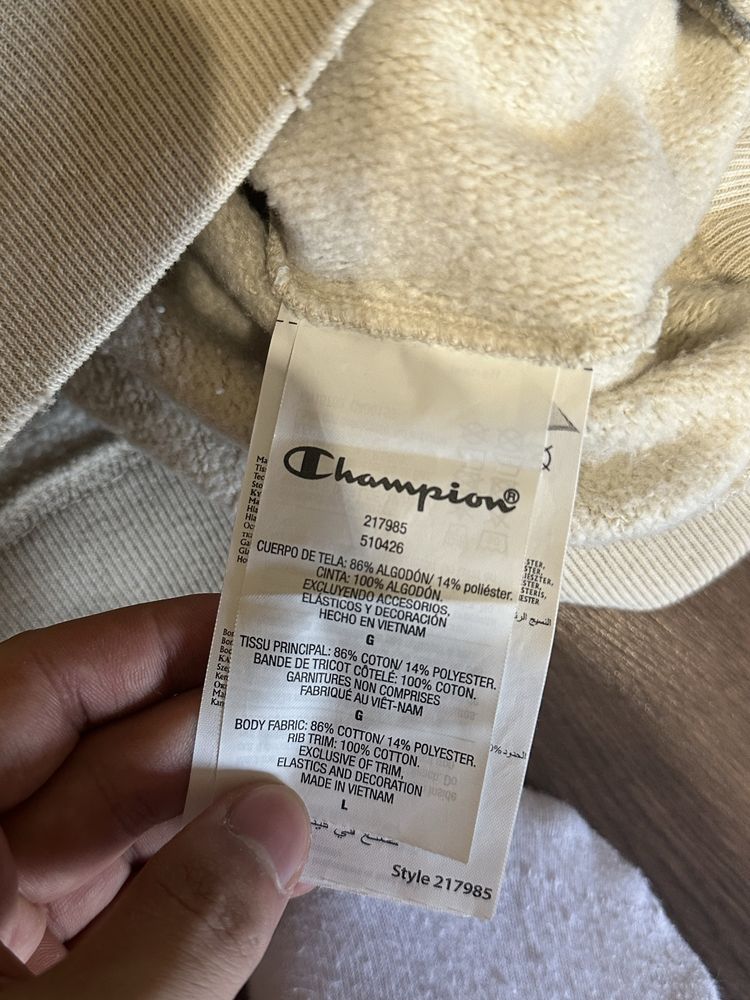 Champion®
217985
510426
CUERPO DE TELA: 86% ALGODÓN/ 14% poliéster.
CINTA: 100% ALGODÓN.
EXCLUYENDO ACCESORIOS,
ELÁSTICOS Y DECORACIÓN
HECHO EN VIETNAM
G
TISSU PRINCIPAL: 86% COTON/ 14% POLYESTER.
BANDE DE TRICOT CÔTELÉ: 100% COTON.
GARNITURES NON COMPRISES
FABRIQUÉ AU VIÊT-NAM
G
BODY FABRIC: 86% COTTON/ 14% POLYESTER.
RIB TRIM: 100% COTTON.
EXCLUSIVE OF TRIM,
ELASTICS AND DECORATION
MADE IN VIETNAM
L
Style 217985